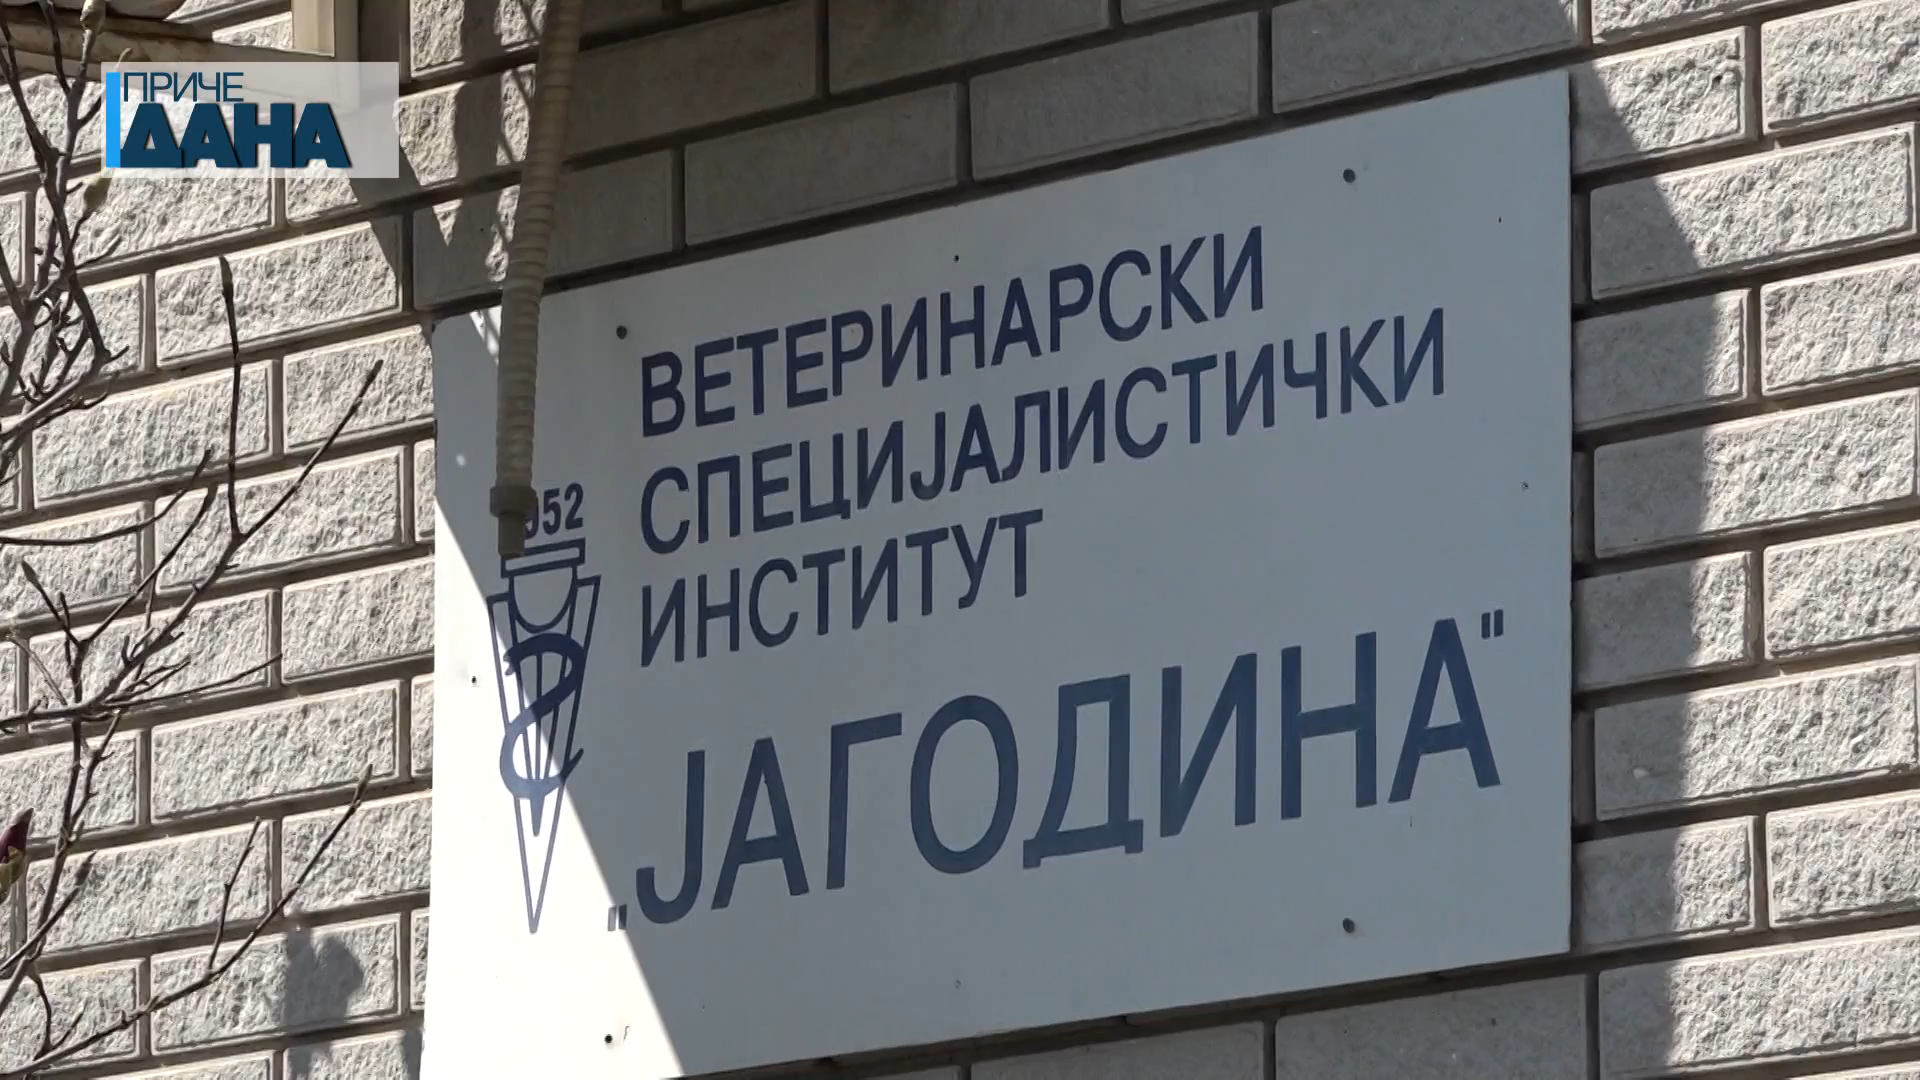 ПРИЧЕ
ДАНА
ВЕТЕРИНАРСКИ
СПЕЦИЈАЛИСТИЧКИ
ИНСТИТУТ
„ЈАГОДИНА"